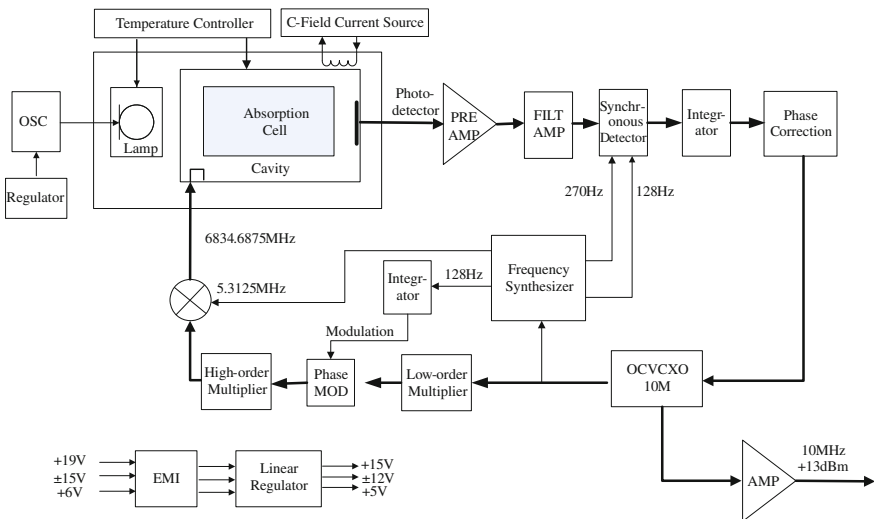 Temperature Controller
C-Field Current Source
OSC
Lamp
Regulator
Absorption
Cell
Cavity
Photo-
detector
PRE
AMP
FILT
AMP
Synchr-
onous
Detector
Integr-
ator
Phase
Correction
270Hz
128Hz
6834.6875MHz
5.3125MHz
Integr-
ator
128Hz
Frequency
Synthesizer
Modulation
High-order
Multiplier
Phase
MOD
Low-order
Multiplier
OCVCXO
10M
+19V
±15V
+6V
EMI
Linear
Regulator
+15V
±12V
+5V
AMP
10MHz
+13dBm